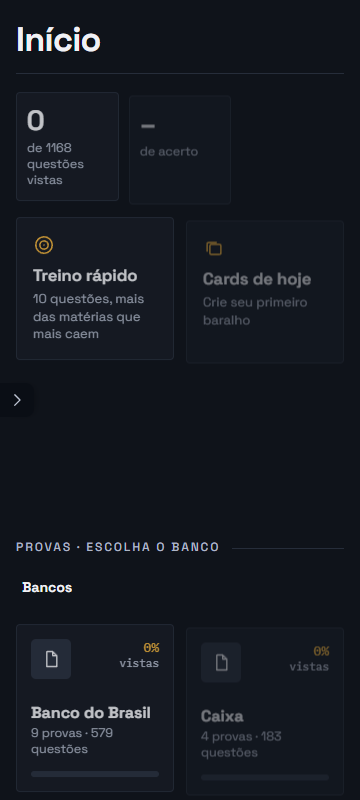 Início
0
de 1168
questões
vistas
–
de acerto
Treino rápido
10 questões, mais
das matérias que
mais caem
Cards de hoje
Crie seu primeiro
baralho
PROVAS · ESCOLHA O BANCO
Bancos
0%
vistas
Banco do Brasil
9 provas · 579
questões
0%
vistas
Caixa
4 provas · 183
questões